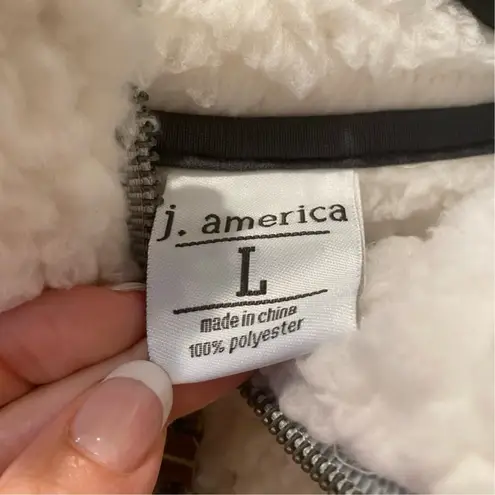 j. america
L
made in china
100% polyester